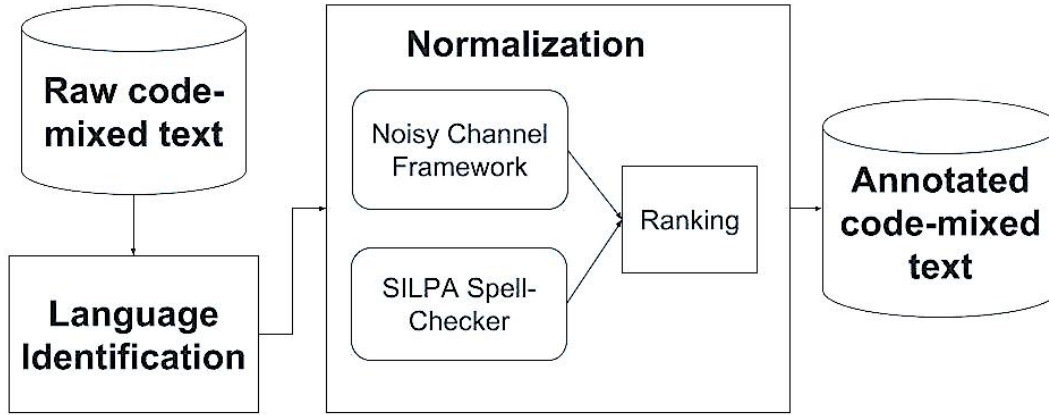 Raw code-
mixed text
Language
Identification
Normalization
Noisy Channel
Framework
SILPA Spell-
Checker
Ranking
Annotated
code-mixed
text